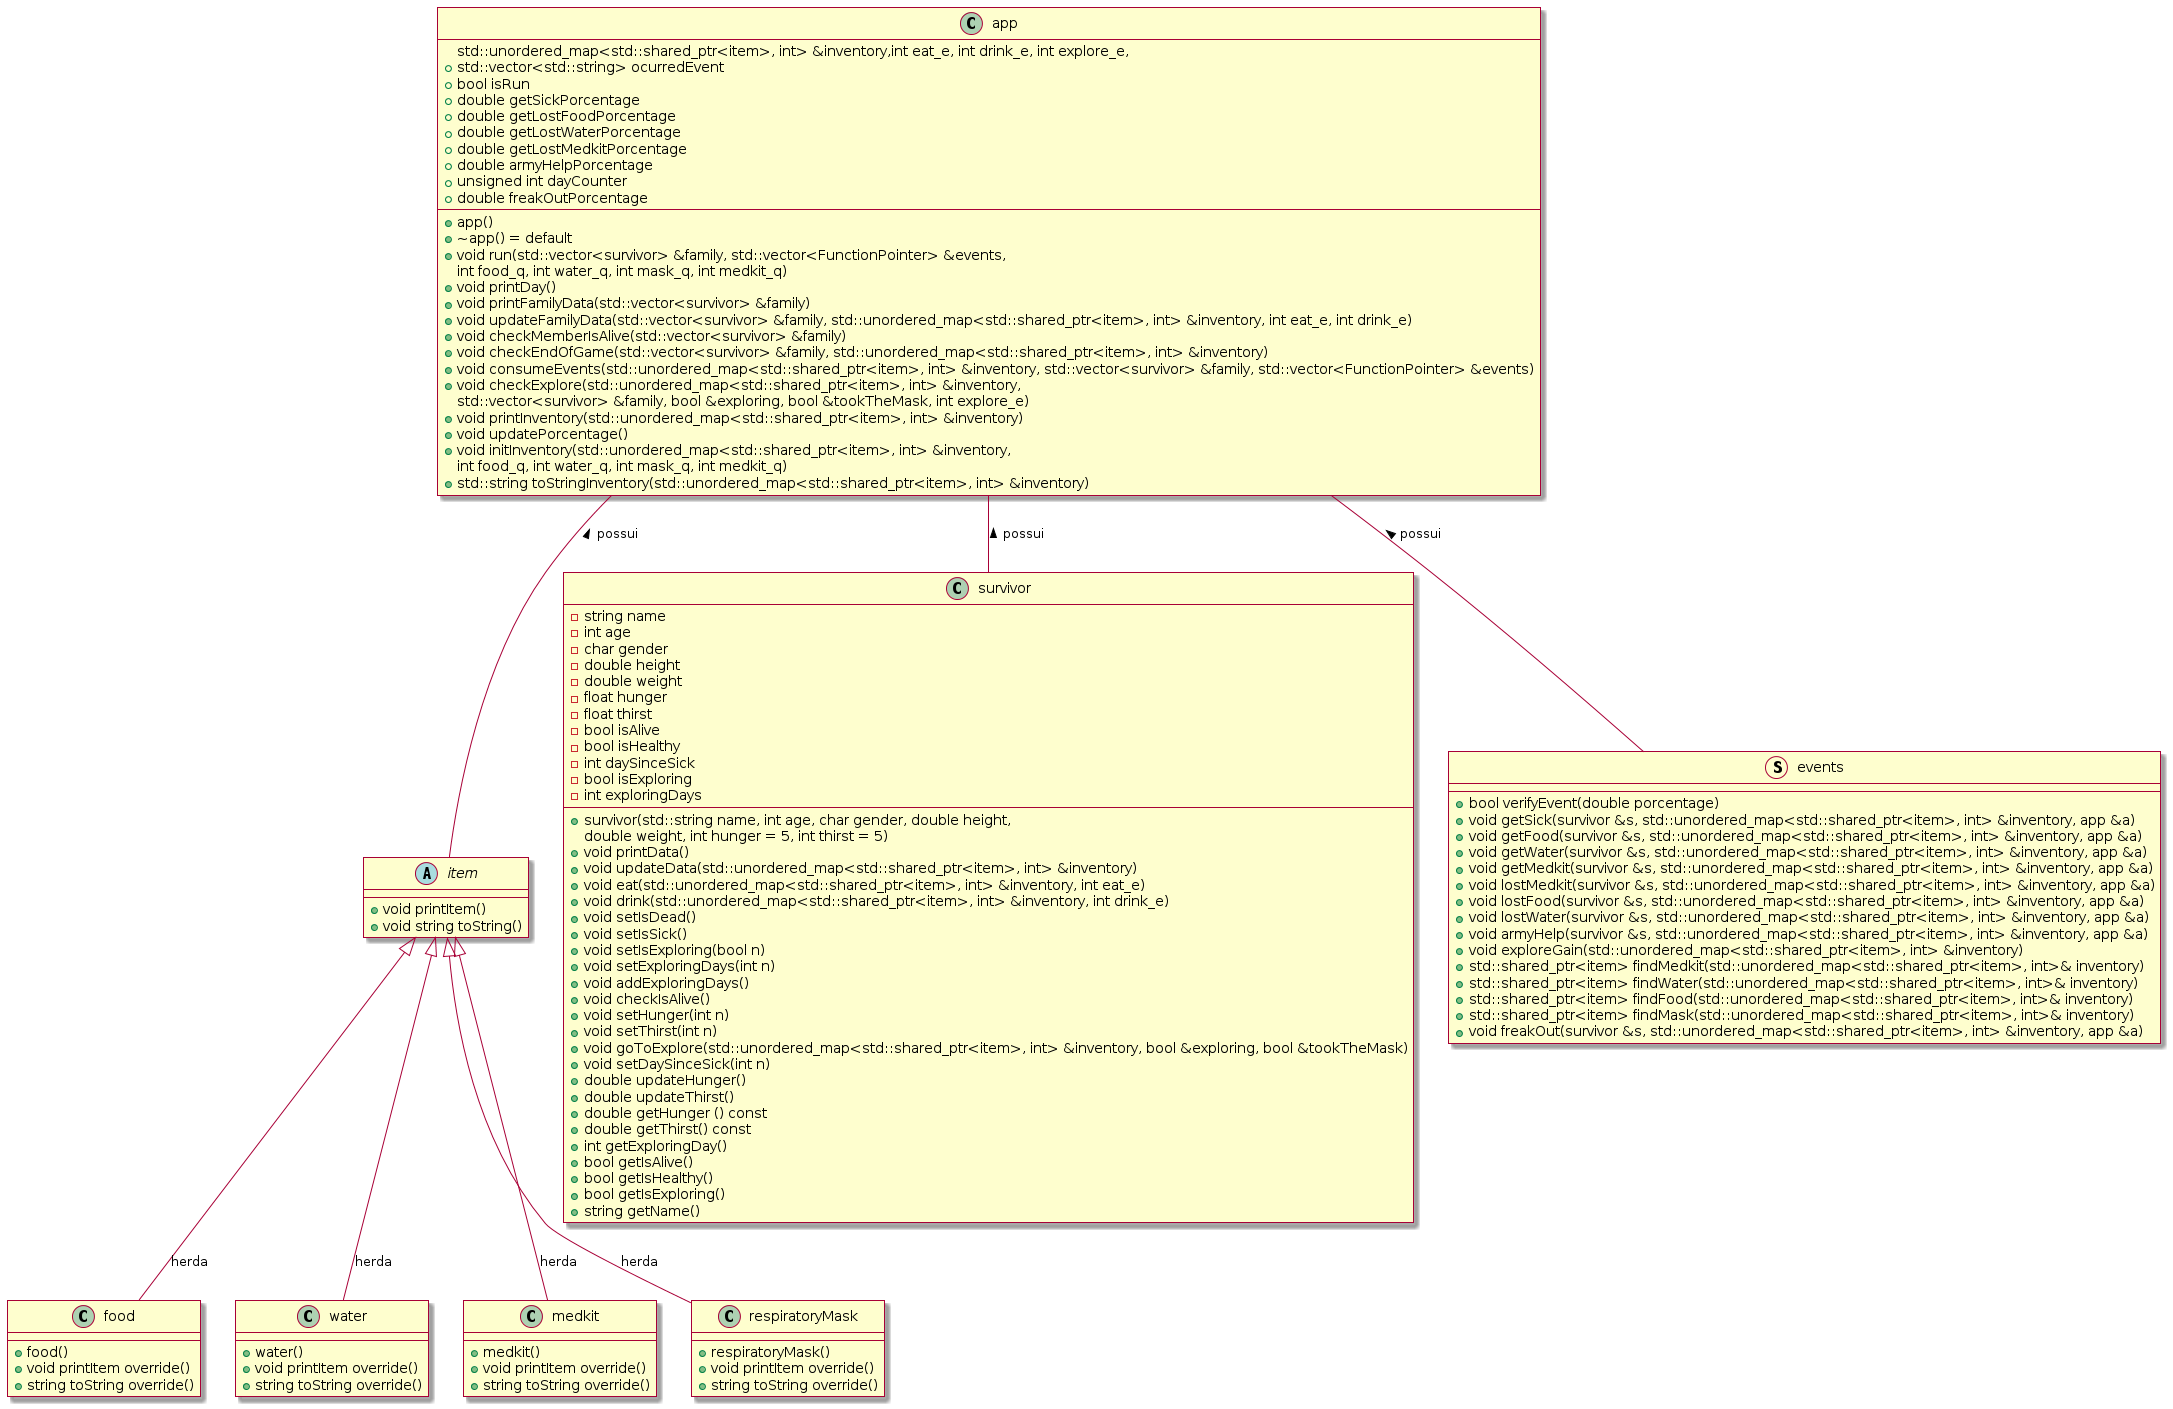 C app
std::unordered_map<std::shared_ptr<item>, int> &inventory,int eat_e, int drink_e, int explore_e,
std::vector<std::string> ocurredEvent
bool isRun
double getSickPorcentage
double getLostFoodPorcentage
double getLostWaterPorcentage
double getLostMedkitPorcentage
double armyHelpPorcentage
unsigned int dayCounter
double freakOutPorcentage
app()
~app() = default
void run(std::vector<survivor> &family, std::vector<FunctionPointer> &events,
int food_q, int water_q, int mask_q, int medkit_q)
void printDay()
void printFamilyData(std::vector<survivor> &family)
void updateFamilyData(std::vector<survivor> &family, std::unordered_map<std::shared_ptr<item>, int> &inventory, int eat_e, int drink_e)
void checkMemberIsAlive(std::vector<survivor> &family)
void checkEndOfGame(std::vector<survivor> &family, std::unordered_map<std::shared_ptr<item>, int> &inventory)
void consumeEvents(std::unordered_map<std::shared_ptr<item>, int> &inventory, std::vector<survivor> &family, std::vector<FunctionPointer> &events)
void checkExplore(std::unordered_map<std::shared_ptr<item>, int> &inventory,
std::vector<survivor> &family, bool &exploring, bool &tookTheMask, int explore_e)
void printInventory(std::unordered_map<std::shared_ptr<item>, int> &inventory)
void updatePorcentage()
void initInventory(std::unordered_map<std::shared_ptr<item>, int> &inventory,
int food_q, int water_q, int mask_q, int medkit_q)
std::string toStringInventory(std::unordered_map<std::shared_ptr<item>, int> &inventory)
possui
possui
possui
C survivor
string name
int age
char gender
double height
double weight
float hunger
float thirst
bool isAlive
bool isHealthy
int daySinceSick
bool isExploring
int exploringDays
survivor(std::string name, int age, char gender, double height,
double weight, int hunger = 5, int thirst = 5)
void printData()
void updateData(std::unordered_map<std::shared_ptr<item>, int> &inventory)
void eat(std::unordered_map<std::shared_ptr<item>, int> &inventory, int eat_e)
void drink(std::unordered_map<std::shared_ptr<item>, int> &inventory, int drink_e)
void setIsDead()
void setIsSick()
void setIsExploring(bool n)
void setExploringDays(int n)
void addExploringDays()
void checkIsAlive()
void setHunger(int n)
void setThirst(int n)
void goToExplore(std::unordered_map<std::shared_ptr<item>, int> &inventory, bool &exploring, bool &tookTheMask)
void setDaySinceSick(int n)
double updateHunger()
double updateThirst()
double getHunger () const
double getThirst() const
int getExploringDay()
bool getIsAlive()
bool getIsHealthy()
bool getIsExploring()
string getName()
S events
bool verifyEvent(double porcentage)
void getSick(survivor &s, std::unordered_map<std::shared_ptr<item>, int> &inventory, app &a)
void getFood(survivor &s, std::unordered_map<std::shared_ptr<item>, int> &inventory, app &a)
void getWater(survivor &s, std::unordered_map<std::shared_ptr<item>, int> &inventory, app &a)
void getMedkit(survivor &s, std::unordered_map<std::shared_ptr<item>, int> &inventory, app &a)
void lostMedkit(survivor &s, std::unordered_map<std::shared_ptr<item>, int> &inventory, app &a)
void lostFood(survivor &s, std::unordered_map<std::shared_ptr<item>, int> &inventory, app &a)
void lostWater(survivor &s, std::unordered_map<std::shared_ptr<item>, int> &inventory, app &a)
void armyHelp(survivor &s, std::unordered_map<std::shared_ptr<item>, int> &inventory, app &a)
void exploreGain(std::unordered_map<std::shared_ptr<item>, int> &inventory)
std::shared_ptr<item> findMedkit(std::unordered_map<std::shared_ptr<item>, int>& inventory)
std::shared_ptr<item> findWater(std::unordered_map<std::shared_ptr<item>, int>& inventory)
std::shared_ptr<item> findFood(std::unordered_map<std::shared_ptr<item>, int>& inventory)
std::shared_ptr<item> findMask(std::unordered_map<std::shared_ptr<item>, int>& inventory)
void freakOut(survivor &s, std::unordered_map<std::shared_ptr<item>, int> &inventory, app &a)
A item
void printItem()
void string toString()
herda
herda
herda
herda
C food
food()
void printItem override()
string toString override()
C water
water()
void printItem override()
string toString override()
C medkit
medkit()
void printItem override()
string toString override()
C respiratoryMask
respiratoryMask()
void printItem override()
string toString override()